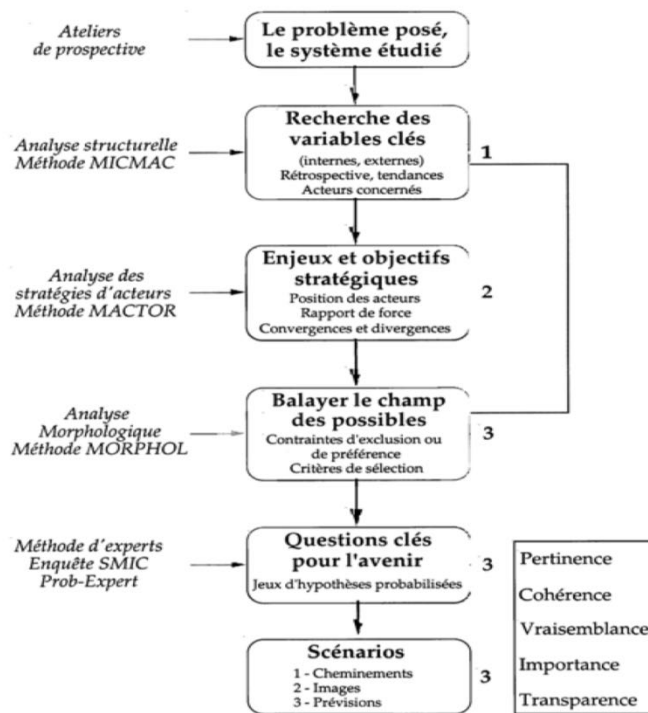 Ateliers
de prospective
Le problème posé,
le système étudié
Analyse structurelle
Méthode MICMAC
Recherche des
variables clés
(internes, externes)
Rétrospective, tendances
Acteurs concernés
1
Analyse des
stratégies d'acteurs
Méthode MACTOR
Enjeux et objectifs
stratégiques
Position des acteurs
Rapport de force
Convergences et divergences
2
Analyse
Morphologique
Méthode MORPHOL
Balayer le champ
des possibles
Contraintes d'exclusion ou
de préférence
Critères de sélection
3
Méthode d'experts
Enquête SMIC
Prob-Expert
Questions clés
pour l'avenir
Jeux d'hypothèses probabilisées
3
Scénarios
1 - Cheminements
2 - Images
3 - Prévisions
3
Pertinence
Cohérence
Vraisemblance
Importance
Transparence